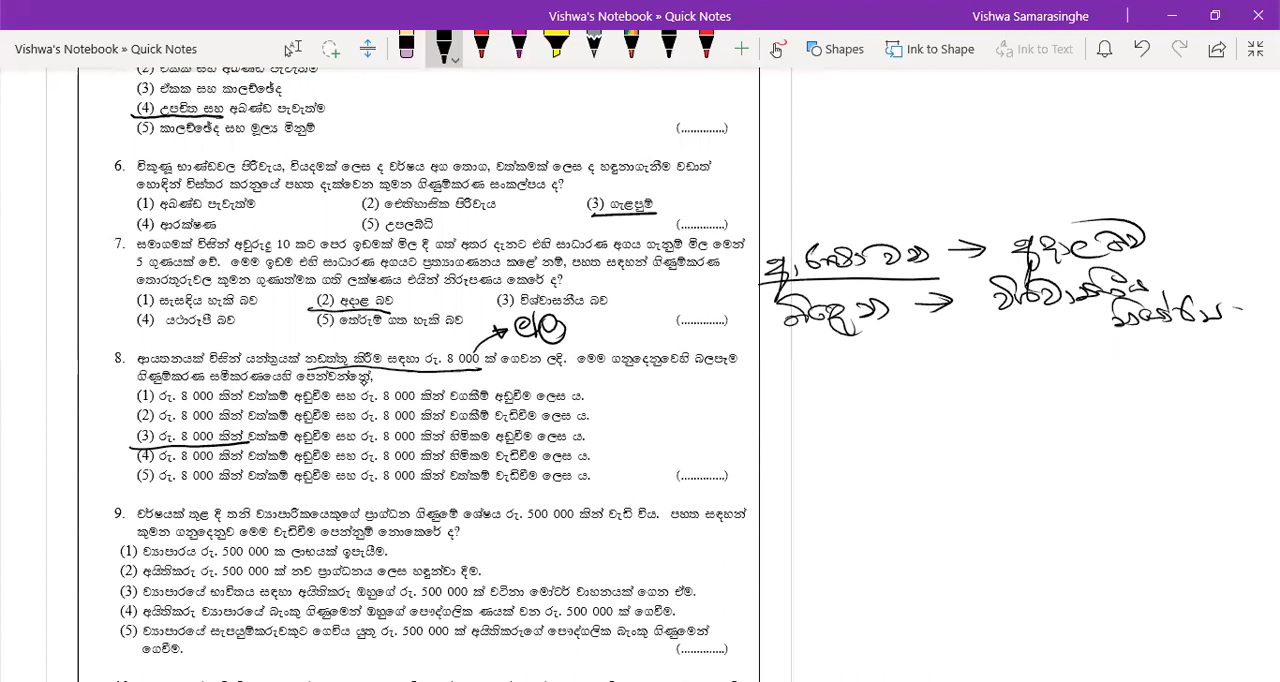 Vishwa's Notebook » Quick Notes
Vishwa Samarasinghe
Vishwa's Notebook » Quick Notes
Shapes
Ink to Shape
Ink to Text
(2) ඒකක සහ අඛණ්ඩ පැවැත්ම
(3) ඒකක සහ කාලච්ඡේද
(4) උපචිත සහ අඛණ්ඩ පැවැත්ම
(5) කාලච්ඡේද සහ මූල්‍ය මිනුම් (..............)
6. විකුණූ භාණ්ඩවල පිරිවැය, වියදමක් ලෙස ද වර්ෂය අග තොග, වත්කමක් ලෙස ද හඳුනාගැනීම වඩාත්
හොඳින් විස්තර කරනුයේ පහත දැක්වෙන කුමන ගිණුම්කරණ සංකල්පය ද?
(1) අඛණ්ඩ පැවැත්ම (2) ඓතිහාසික පිරිවැය (3) ගැළපුම්
(4) ආරක්ෂණ (5) උපලබ්ධි (..............)
7. සමාගමක් විසින් අවුරුදු 10 කට පෙර ඉඩමක් මිල දී ගත් අතර දැනට එහි සාධාරණ අගය ගැනුම් මිල මෙන්
5 ගුණයක් වේ. මෙම ඉඩම එහි සාධාරණ අගයට ප්‍රත්‍යාගණනය කළේ නම්, පහත සඳහන් ගිණුම්කරණ
තොරතුරුවල කුමන ගුණාත්මක ගති ලක්ෂණය එයින් නිරූපණය කෙරේ ද?
(1) සැසඳිය හැකි බව (2) අදාළ බව (3) විශ්වාසනීය බව
(4) යථාරූපී බව (5) තේරුම් ගත හැකි බව (..............)
8. ආයතනයක් විසින් යන්ත්‍රයක් නඩත්තු කිරීම සඳහා රු. 8 000 ක් ගෙවන ලදි. මෙම ගනුදෙනුවෙහි බලපෑම
ගිණුම්කරණ සමීකරණයෙහි පෙන්වන්නේ,
(1) රු. 8 000 කින් වත්කම් අඩුවීම සහ රු. 8 000 කින් වගකීම් අඩුවීම ලෙස ය.
(2) රු. 8 000 කින් වත්කම් අඩුවීම සහ රු. 8 000 කින් වගකීම් වැඩිවීම ලෙස ය.
(3) රු. 8 000 කින් වත්කම් අඩුවීම සහ රු. 8 000 කින් හිමිකම අඩුවීම ලෙස ය.
(4) රු. 8 000 කින් වත්කම් අඩුවීම සහ රු. 8 000 කින් හිමිකම වැඩිවීම ලෙස ය.
(5) රු. 8 000 කින් වත්කම් අඩුවීම සහ රු. 8 000 කින් වත්කම් වැඩිවීම ලෙස ය. (..............)
9. වර්ෂයක් තුළ දී තනි ව්‍යාපාරිකයෙකුගේ ප්‍රාග්ධන ගිණුමේ ශේෂය රු. 500 000 කින් වැඩි විය. පහත සඳහන්
කුමන ගනුදෙනුව මෙම වැඩිවීම පෙන්නුම් නොකෙරේ ද?
(1) ව්‍යාපාරය රු. 500 000 ක ලාභයක් ඉපැයීම.
(2) අයිතිකරු රු. 500 000 ක් නව ප්‍රාග්ධනය ලෙස හඳුන්වා දීම.
(3) ව්‍යාපාරයේ භාවිතය සඳහා අයිතිකරු ඔහුගේ රු. 500 000 ක් වටිනා මෝටර් වාහනයක් ගෙන ඒම.
(4) අයිතිකරු ව්‍යාපාරයේ බැංකු ගිණුමෙන් ඔහුගේ පෞද්ගලික ණයක් වන රු. 500 000 ක් ගෙවීම.
(5) ව්‍යාපාරයේ සැපයුම්කරුවකුට ගෙවිය යුතු රු. 500 000 ක් අයිතිකරුගේ පෞද්ගලික බැංකු ගිණුමෙන්
ගෙවීම. (..............)